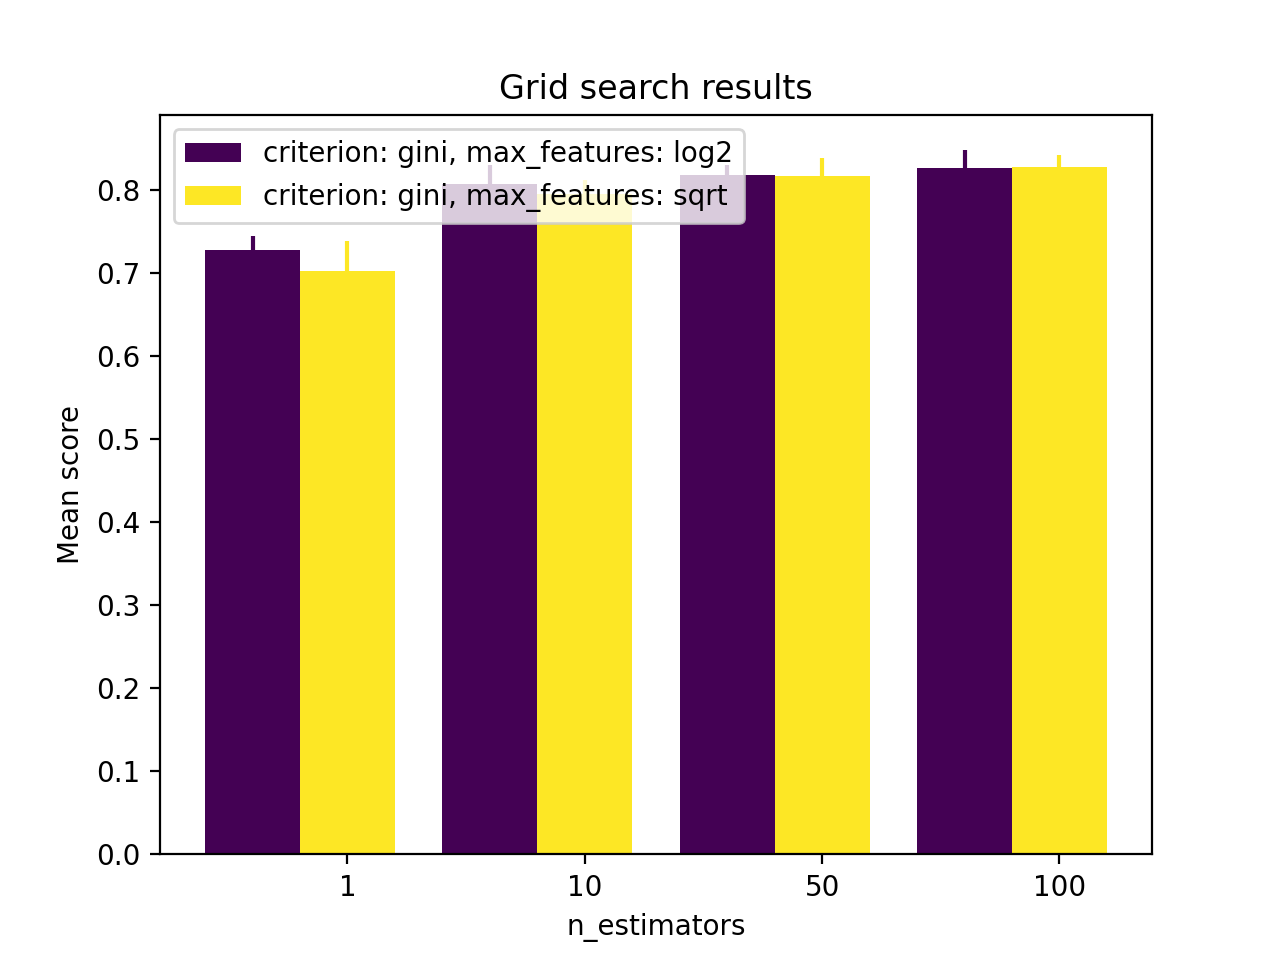 Grid search results
criterion: gini, max_features: log2
criterion: gini, max_features: sqrt
Mean score
0.8
0.7
0.6
0.5
0.4
0.3
0.2
0.1
0.0
1 10 50 100
n_estimators